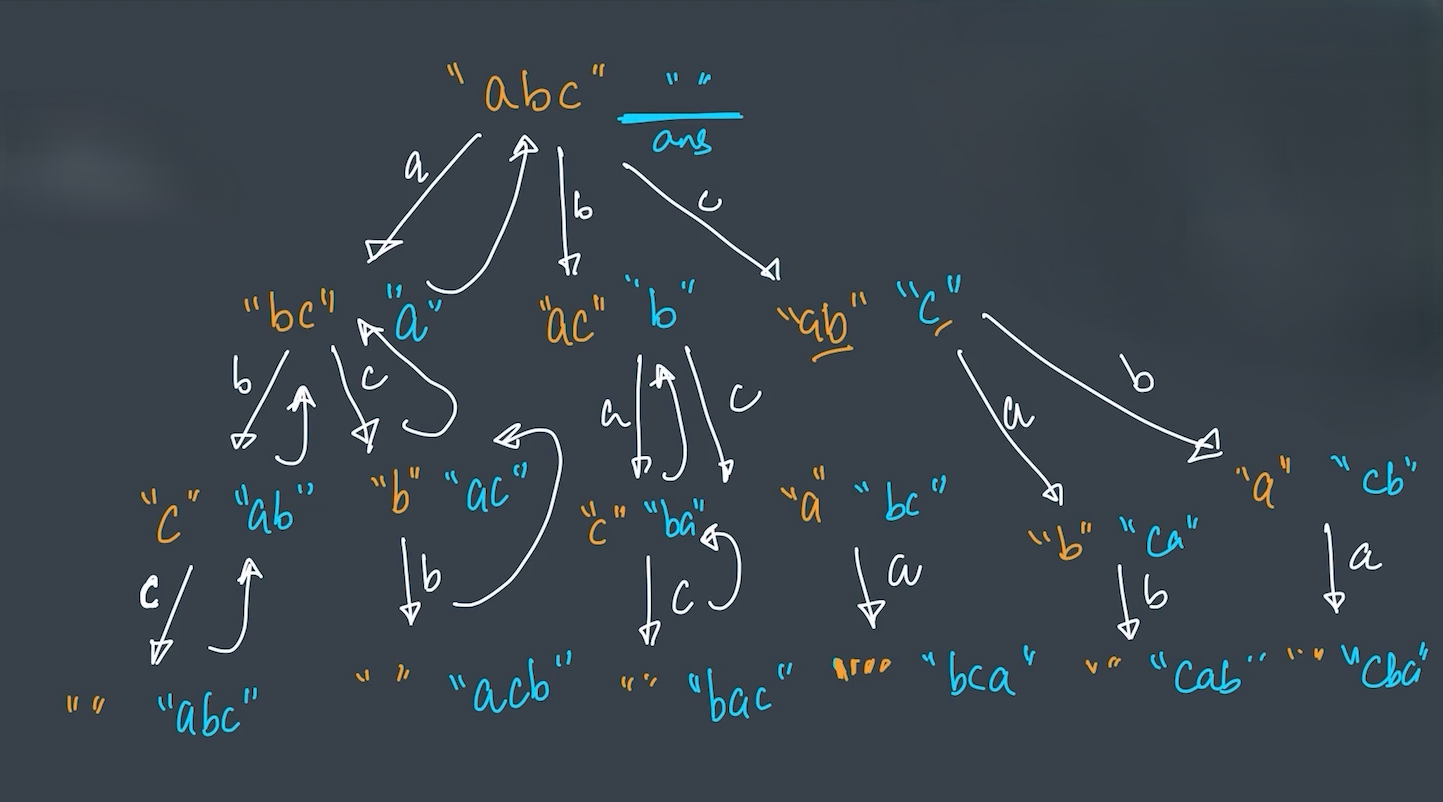 "abc" ""
ans
a b c
"bc" "a" "ac" "b" "ab" "c"
b c a c a b
"c" "ab" "b" "ac" "c" "ba" "a" "bc" "b" "ca" "a" "cb"
c b c a b a
"" "abc" "" "acb" "" "bac" "" "bca" "" "cab" "" "cba"